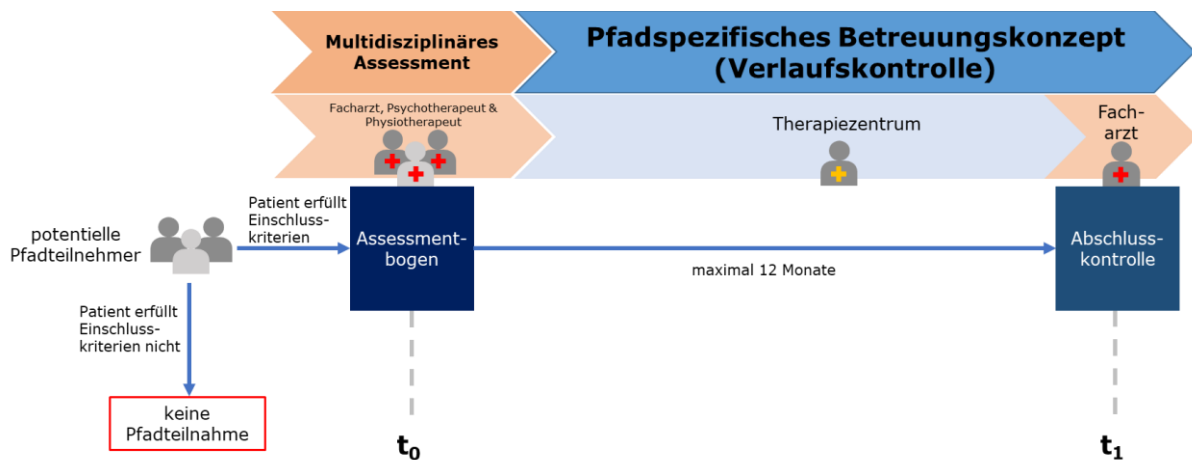 Multidisziplinäres
Assessment
Pfadspezifisches Betreuungskonzept
(Verlaufskontrolle)
Facharzt, Psychotherapeut &
Physiotherapeut
Therapiezentrum
Fach-
arzt
potentielle
Pfadteilnehmer
Patient erfüllt
Einschluss-
kriterien
Assessment-
bogen
maximal 12 Monate
Abschluss-
kontrolle
Patient erfüllt
Einschluss-
kriterien nicht
keine
Pfadteilnahme
t0
t1